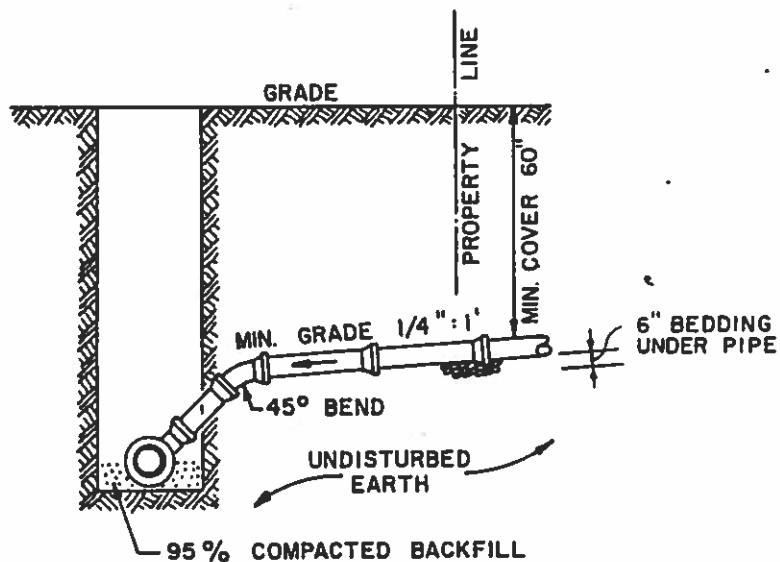 GRADE
PROPERTY LINE
MIN. COVER 60"
MIN. GRADE 1/4" : 1'
6" BEDDING
UNDER PIPE
45° BEND
UNDISTURBED
EARTH
95% COMPACTED BACKFILL